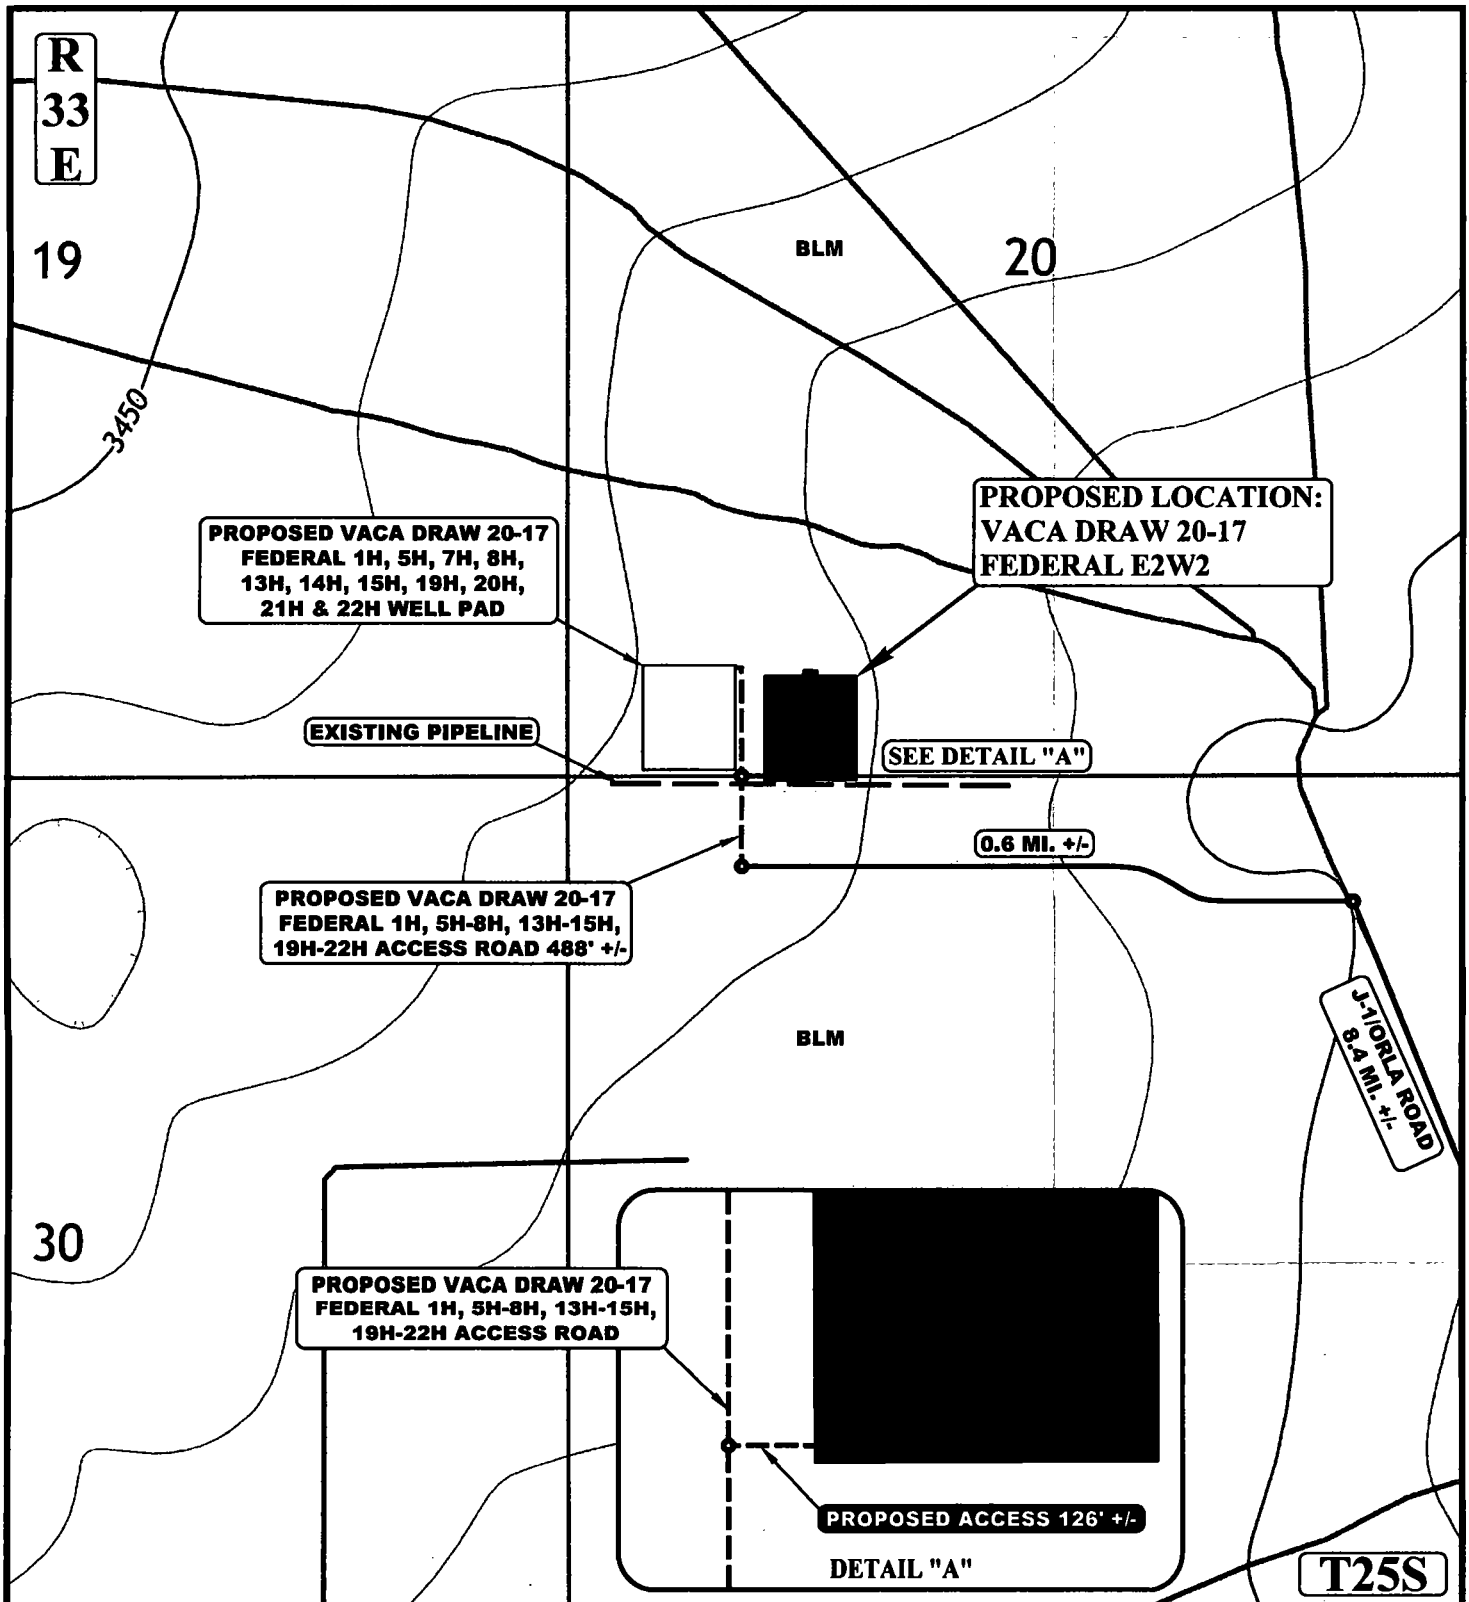 R
33
E
19
BLM
20
3450
PROPOSED LOCATION:
VACA DRAW 20-17
FEDERAL E2W2
PROPOSED VACA DRAW 20-17
FEDERAL 1H, 5H, 7H, 8H,
13H, 14H, 15H, 19H, 20H,
21H & 22H WELL PAD
EXISTING PIPELINE
SEE DETAIL "A"
0.6 MI. +/-
PROPOSED VACA DRAW 20-17
FEDERAL 1H, 5H-8H, 13H-15H,
19H-22H ACCESS ROAD 488' +/-
J-1/ORLA ROAD
8.4 MI. +/-
BLM
30
PROPOSED VACA DRAW 20-17
FEDERAL 1H, 5H-8H, 13H-15H,
19H-22H ACCESS ROAD
PROPOSED ACCESS 126' +/-
DETAIL "A"
T25S